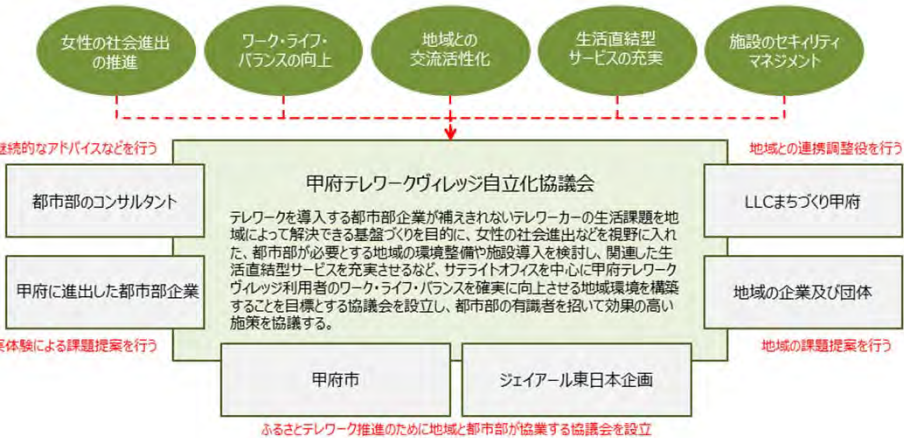 女性の社会進出
の推進
ワーク・ライフ・
バランスの向上
地域との
交流活性化
生活直結型
サービスの充実
施設のセキリティ
マネジメント
続的なアドバイスなどを行う
地域との連携調整役を行う
都市部のコンサルタント
甲府に進出した都市部企業
体験による課題提案を行う
甲府テレワークヴィレッジ自立化協議会
テレワークを導入する都市部企業が補えきれないテレワーカーの生活課題を地
域によって解決できる基盤づくりを目的に、女性の社会進出などを視野に入れ
た、都市部が必要とする地域の環境整備や施設導入を検討し、関連した生
活直結型サービスを充実させるなど、サテライトオフィスを中心に甲府テレワーク
ヴィレッジ利用者のワーク・ライフ・バランスを確実に向上させる地域環境を構築
することを目標とする協議会を設立し、都市部の有識者を招いて効果の高い
施策を協議する。
LLCまちづくり甲府
地域の企業及び団体
地域の課題提案を行う
甲府市
ジェイアール東日本企画
ふるさとテレワーク推進のために地域と都市部が協業する協議会を設立